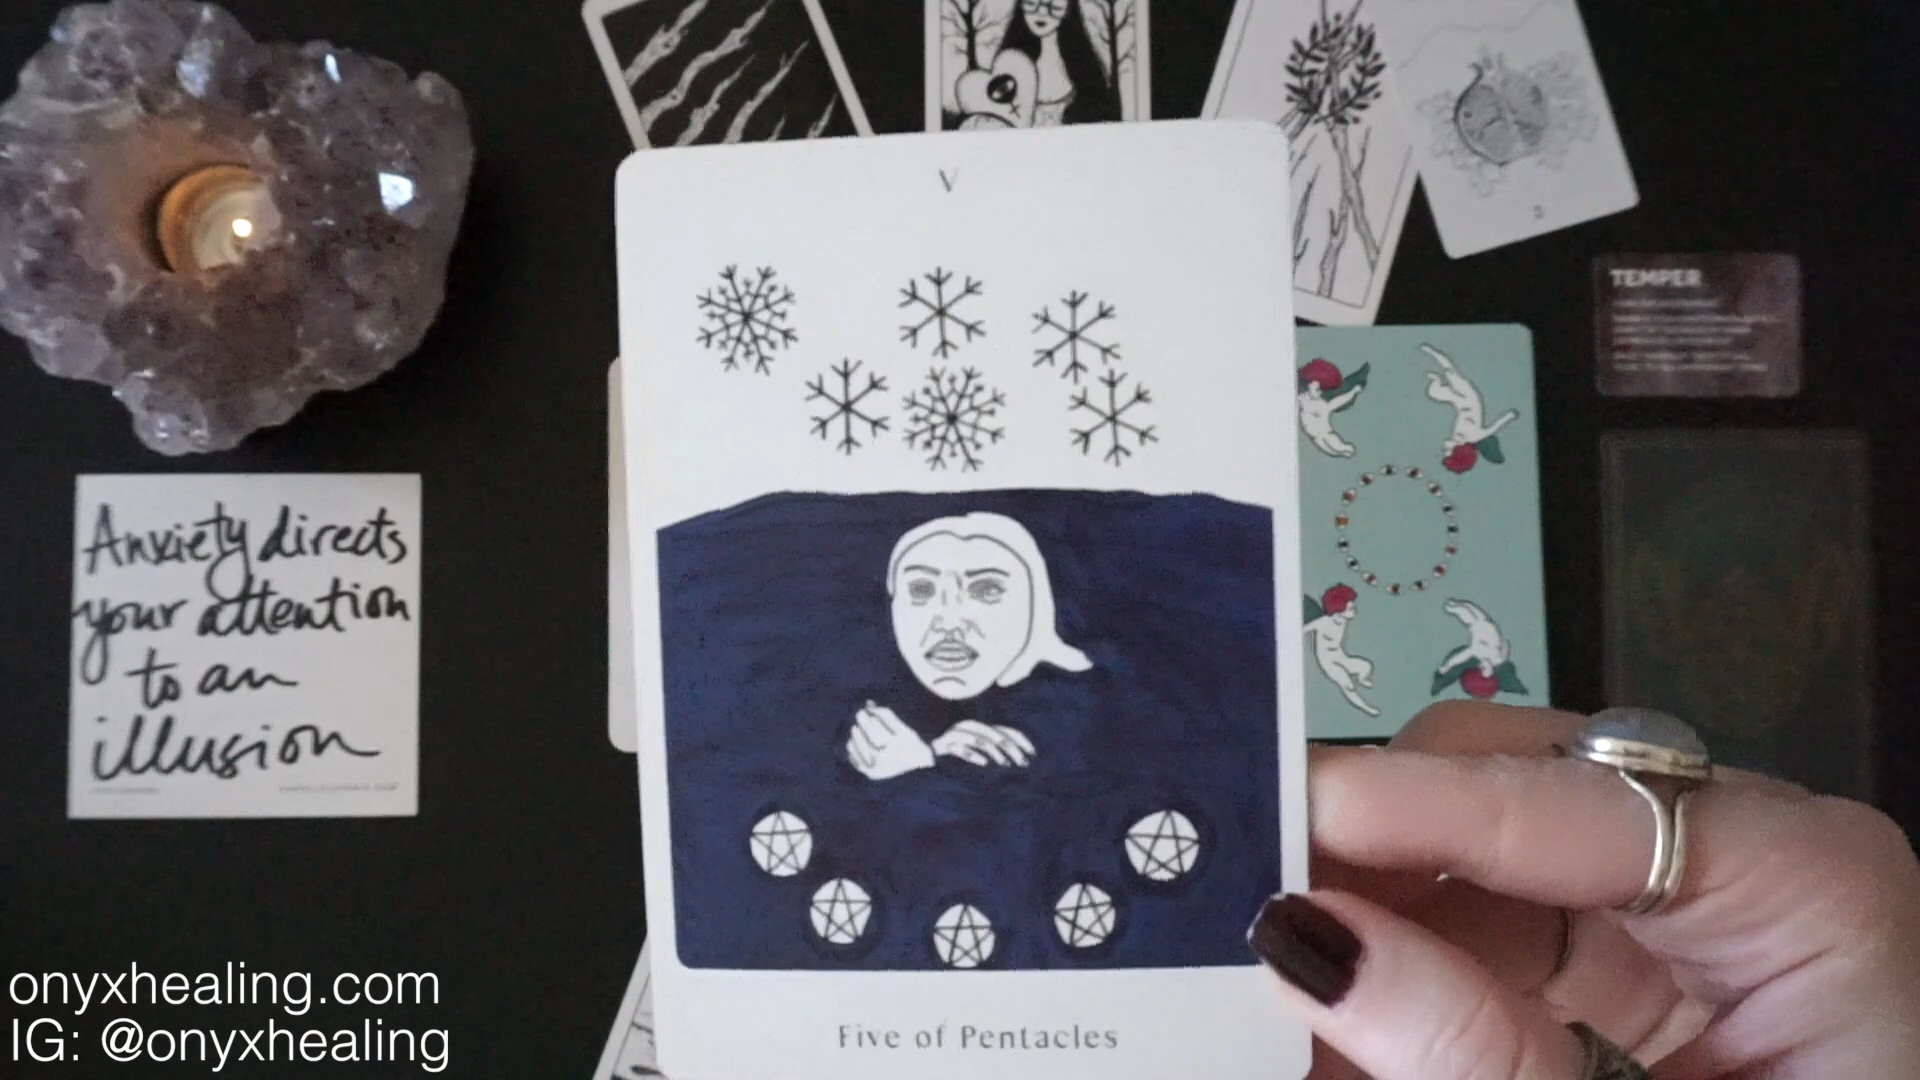 TEMPER
V
Anxiety directs
your attention
to an
illusion
Five of Pentacles
onyxhealing.com
IG: @onyxhealing